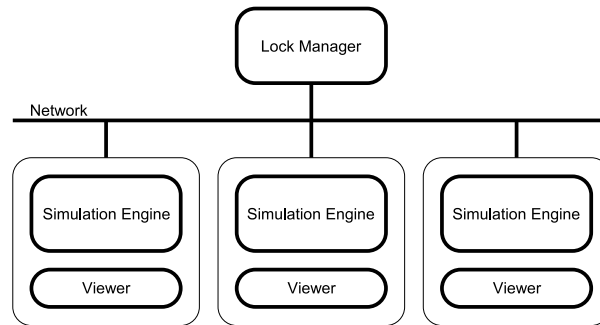 Lock Manager
Network
Simulation Engine
Simulation Engine
Simulation Engine
Viewer
Viewer
Viewer